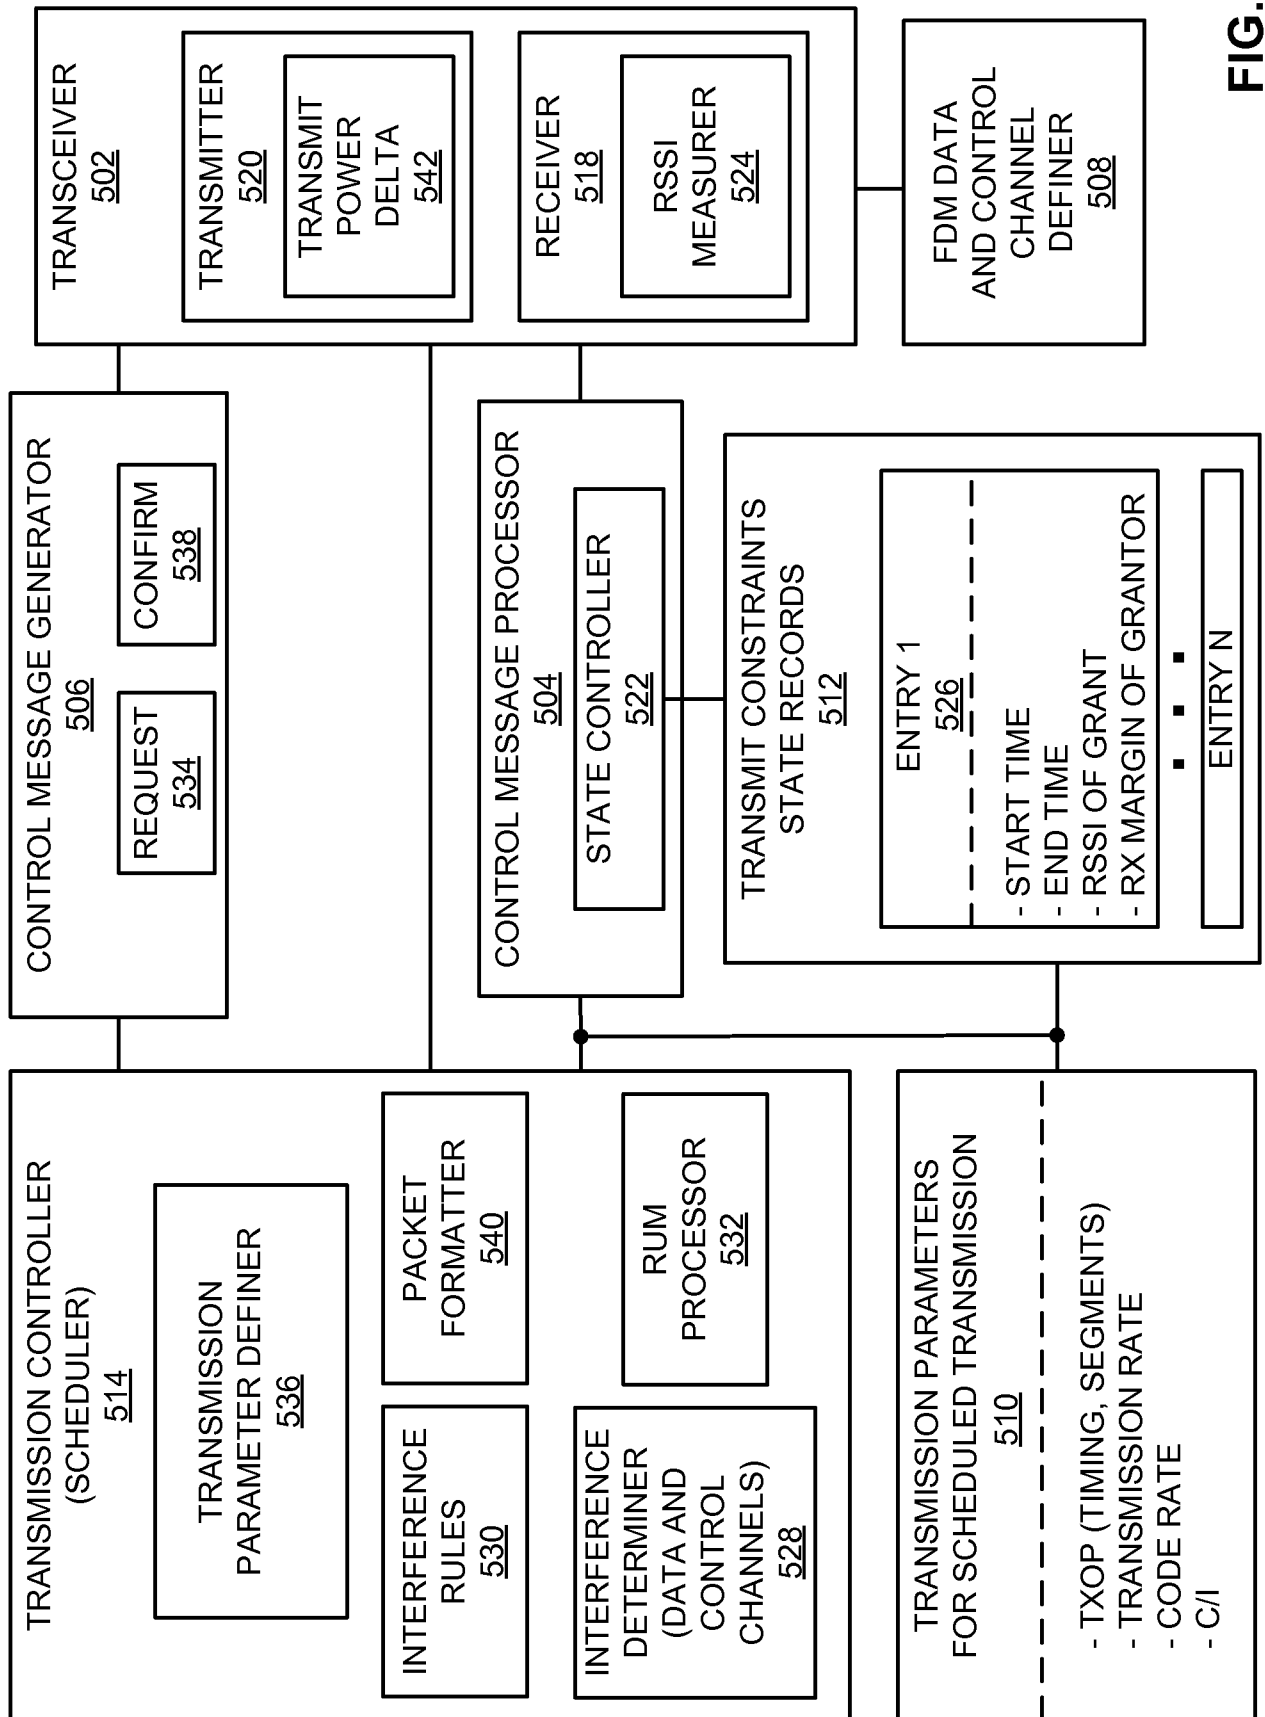 TRANSMISSION CONTROLLER
(SCHEDULER)
514
TRANSMISSION
PARAMETER DEFINER
536
INTERFERENCE
RULES
530
PACKET
FORMATTER
540
INTERFERENCE
DETERMINER
(DATA AND
CONTROL
CHANNELS)
528
RUM
PROCESSOR
532
TRANSMISSION PARAMETERS
FOR SCHEDULED TRANSMISSION
510
- TXOP (TIMING, SEGMENTS)
- TRANSMISSION RATE
- CODE RATE
- C/I
CONTROL MESSAGE GENERATOR
506
REQUEST
534
CONFIRM
538
CONTROL MESSAGE PROCESSOR
504
STATE CONTROLLER
522
TRANSMIT CONSTRAINTS
STATE RECORDS
512
ENTRY 1
526
- START TIME
- END TIME
- RSSI OF GRANT
- RX MARGIN OF GRANTOR
ENTRY N
TRANSCEIVER
502
TRANSMITTER
520
TRANSMIT
POWER
DELTA
542
RECEIVER
518
RSSI
MEASURER
524
FDM DATA
AND CONTROL
CHANNEL
DEFINER
508
FIG.